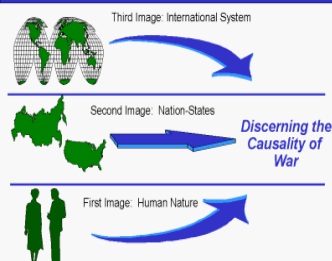 Third Image: International System
Second Image: Nation-States
Discerning the
Causality of
War
First Image: Human Nature